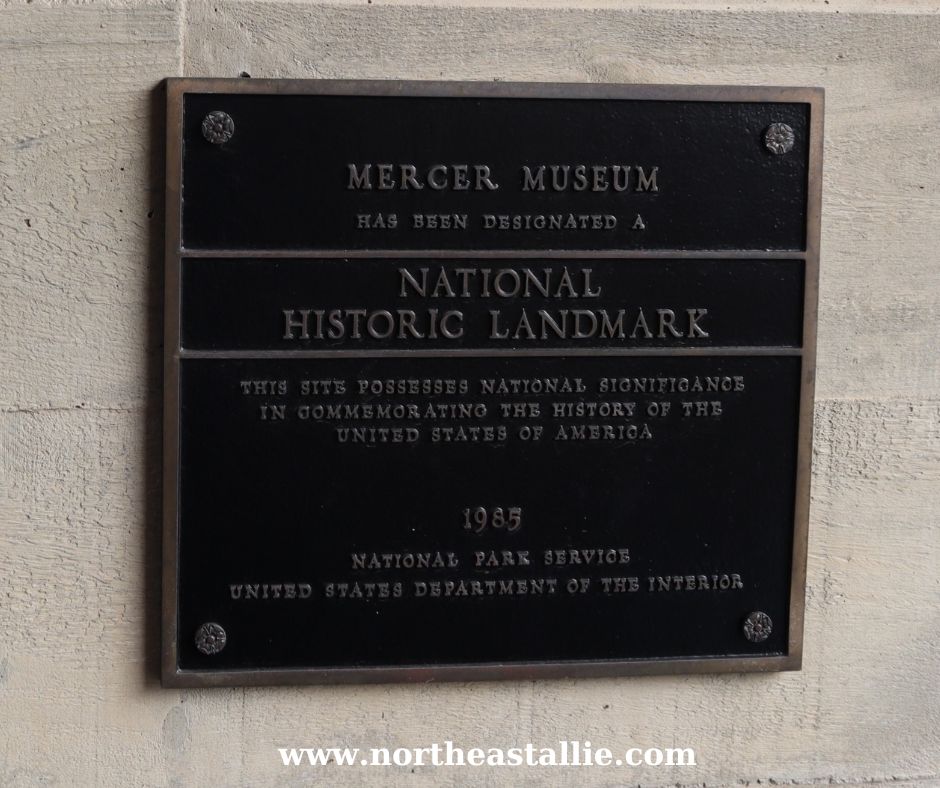 MERCER MUSEUM
HAS BEEN DESIGNATED A
NATIONAL
HISTORIC LANDMARK
THIS SITE POSSESSES NATIONAL SIGNIFICANCE
IN COMMEMORATING THE HISTORY OF THE
UNITED STATES OF AMERICA
1985
NATIONAL PARK SERVICE
UNITED STATES DEPARTMENT OF THE INTERIOR
www.northeastallie.com